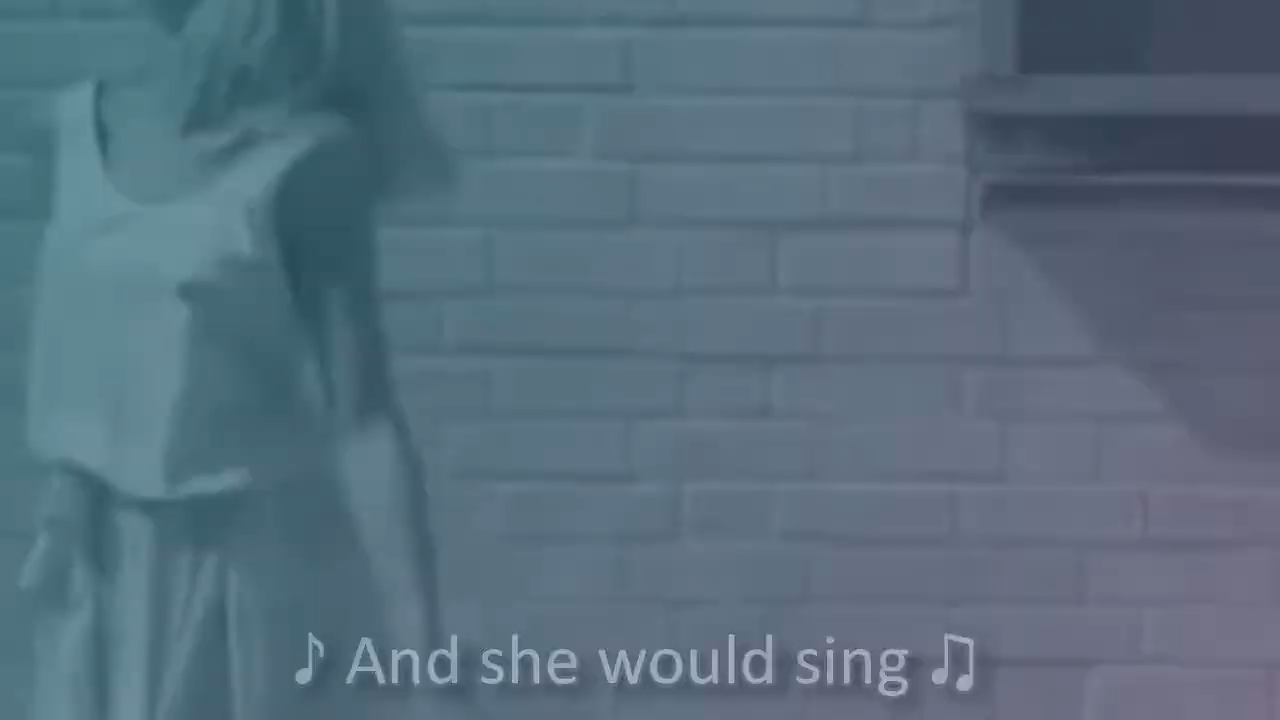 ♪ And she would sing ♫